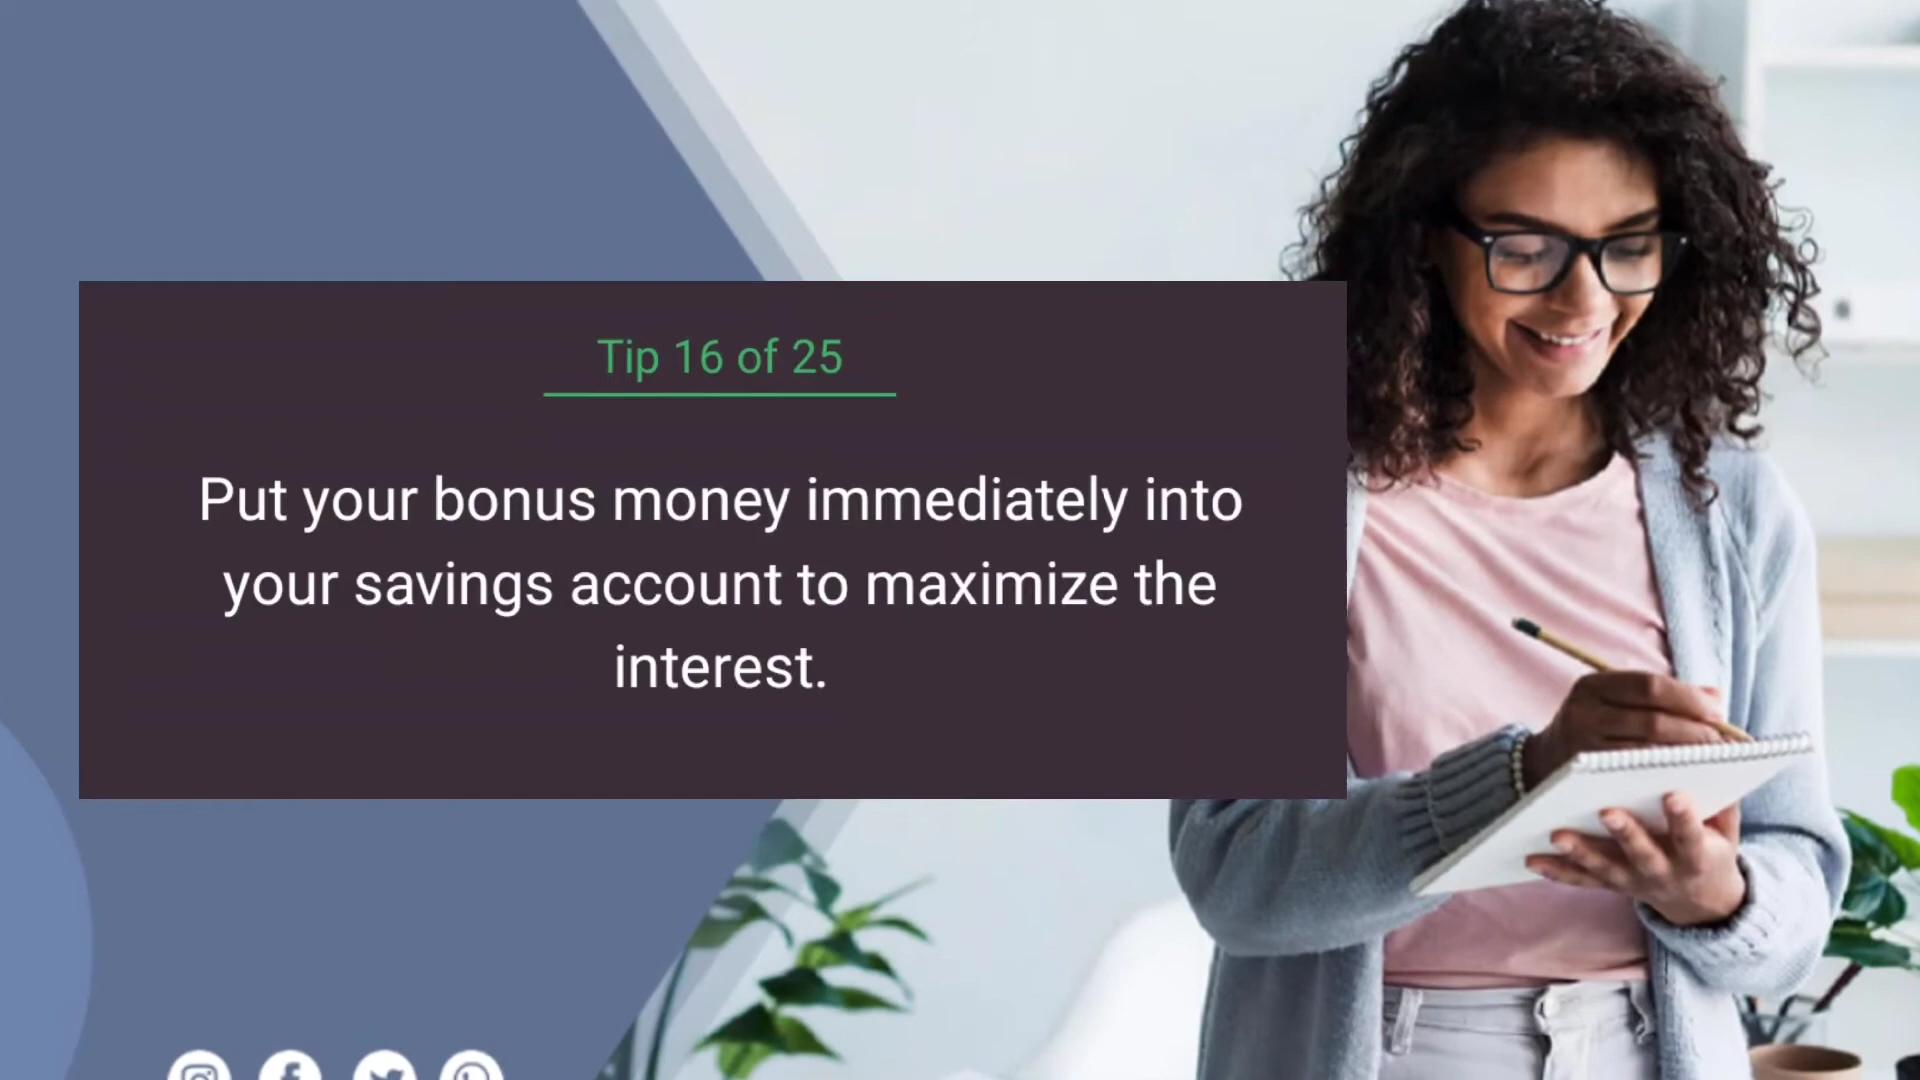 Tip 16 of 25
Put your bonus money immediately into
your savings account to maximize the
interest.